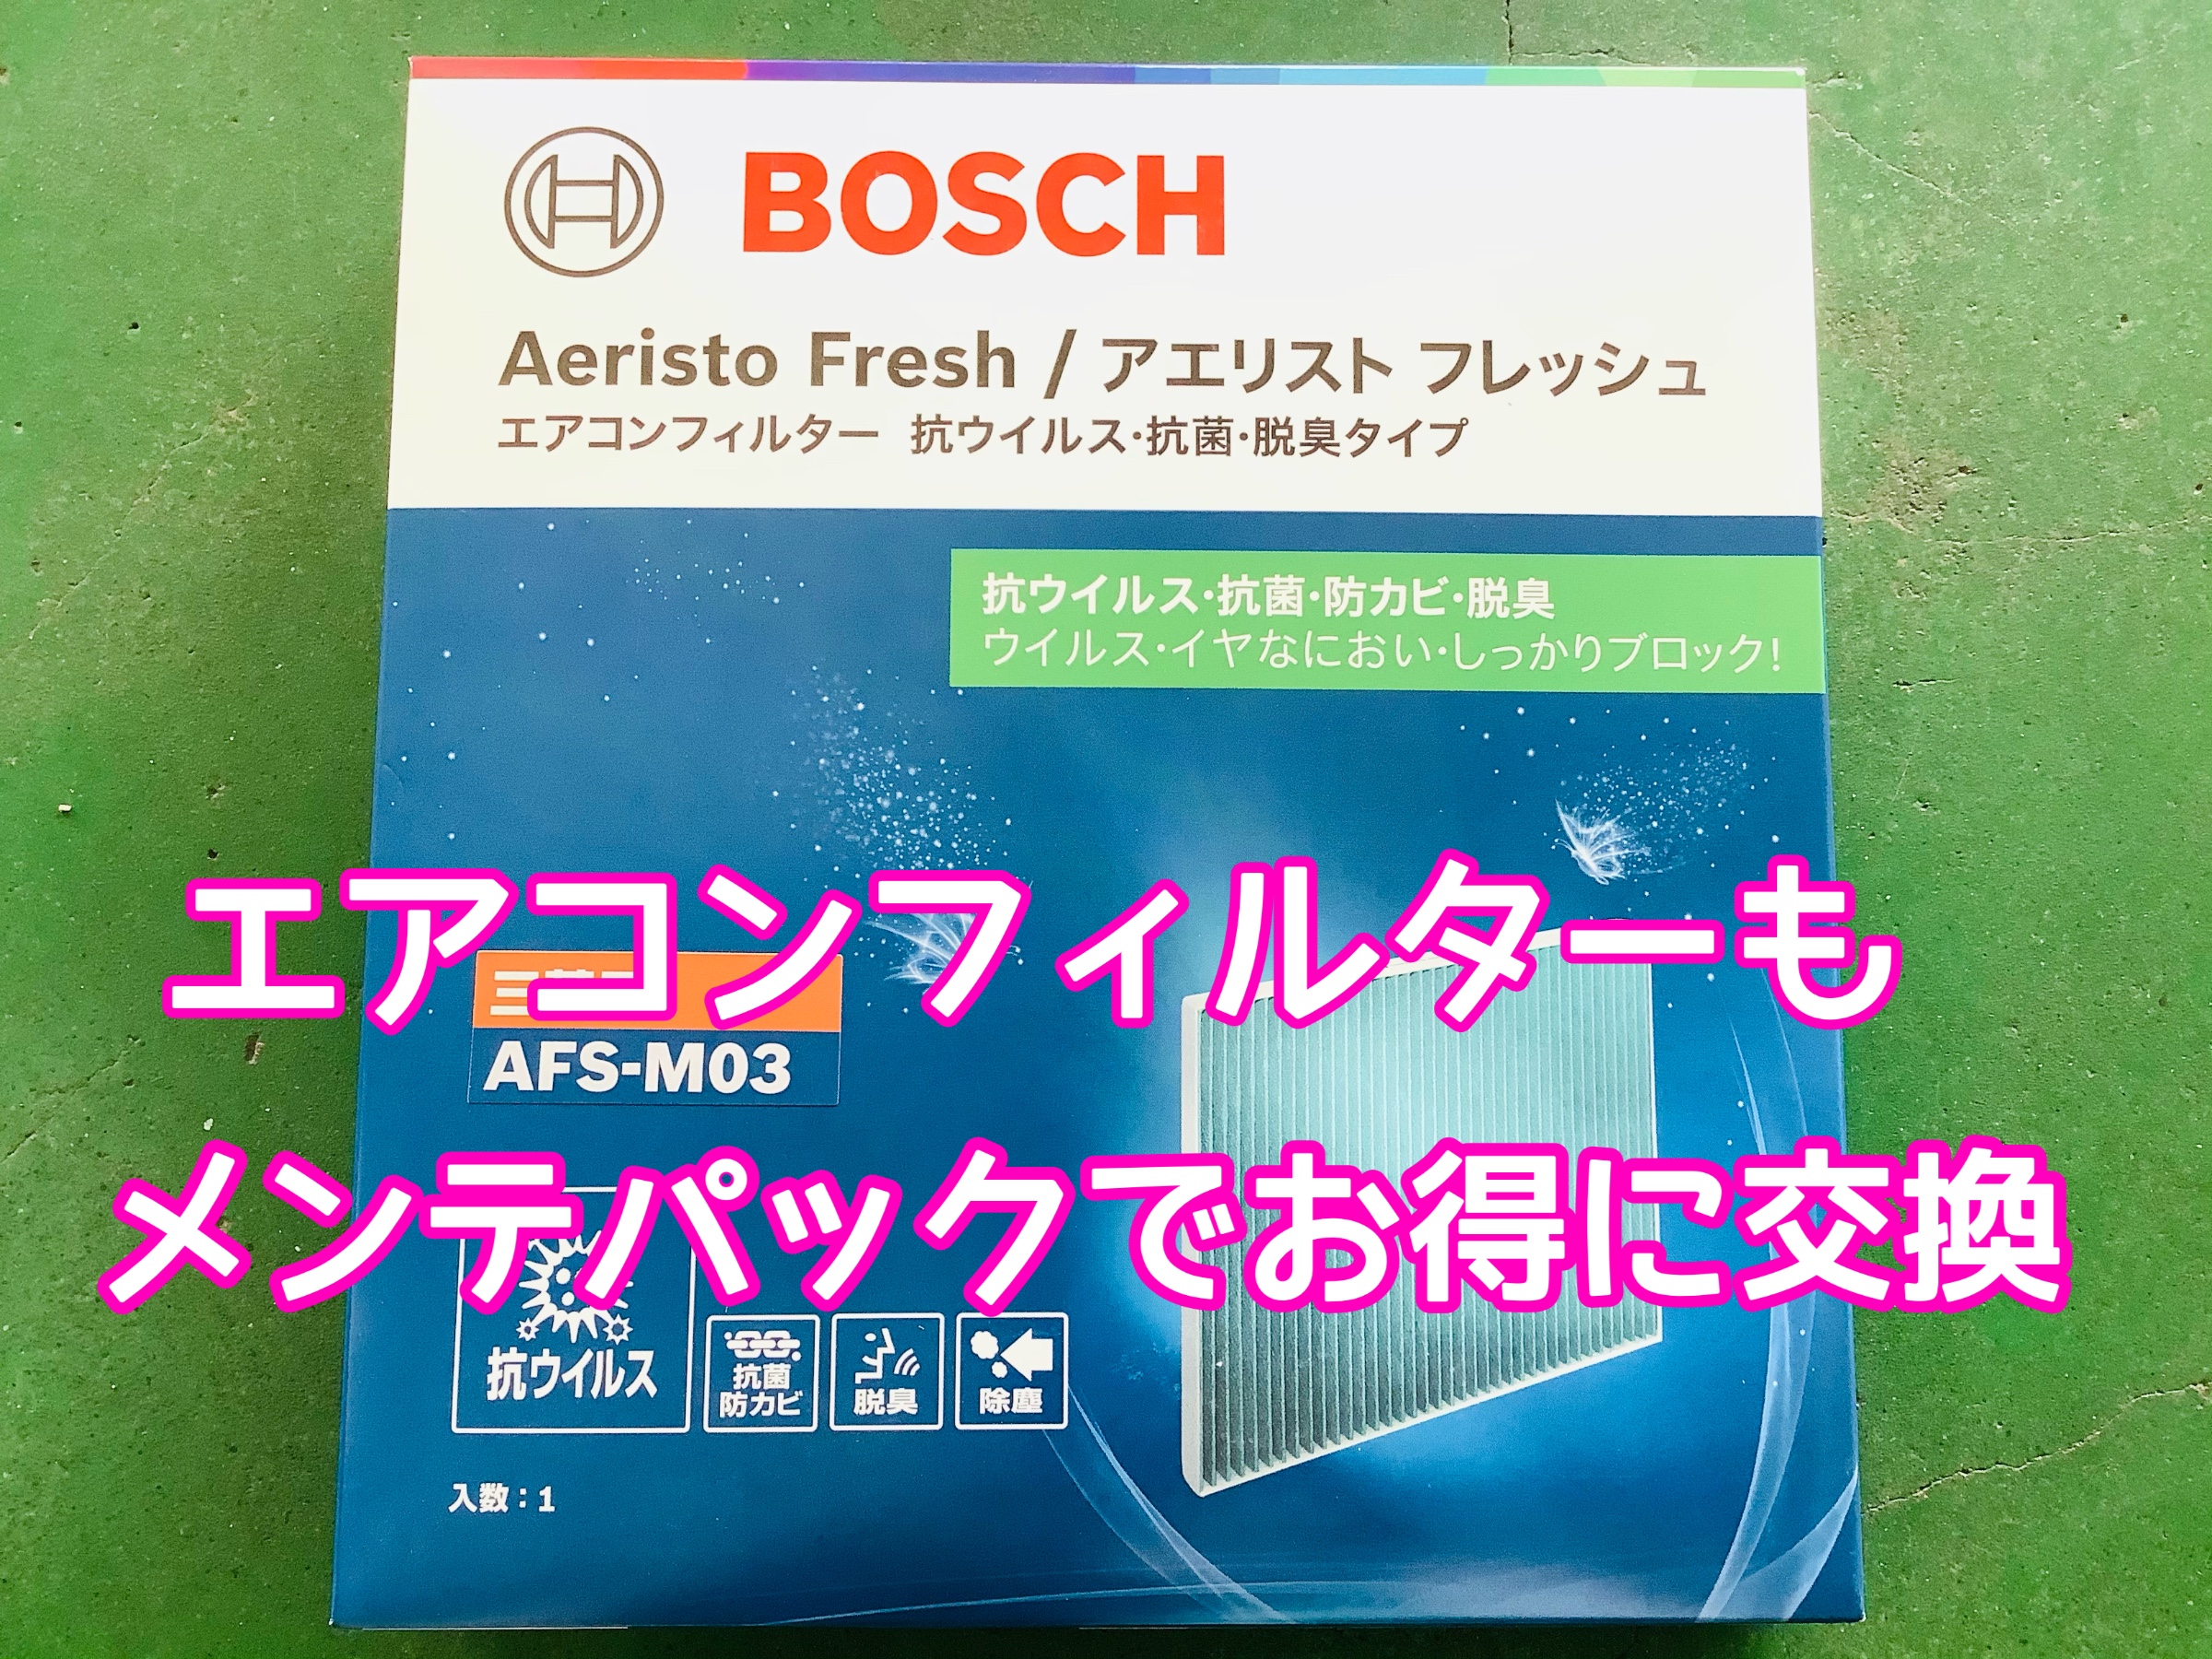 BOSCH
Aeristo Fresh / アエリスト フレッシュ
エアコンフィルター 抗ウイルス・抗菌・脱臭タイプ
抗ウイルス・抗菌・防カビ・脱臭
ウイルス・イヤなにおい・しっかりブロック!
エアコンフィルターも
AFS-M03
メンテパックでお得に交換
抗ウイルス
抗菌
防カビ
脱臭
除塵
入数：1